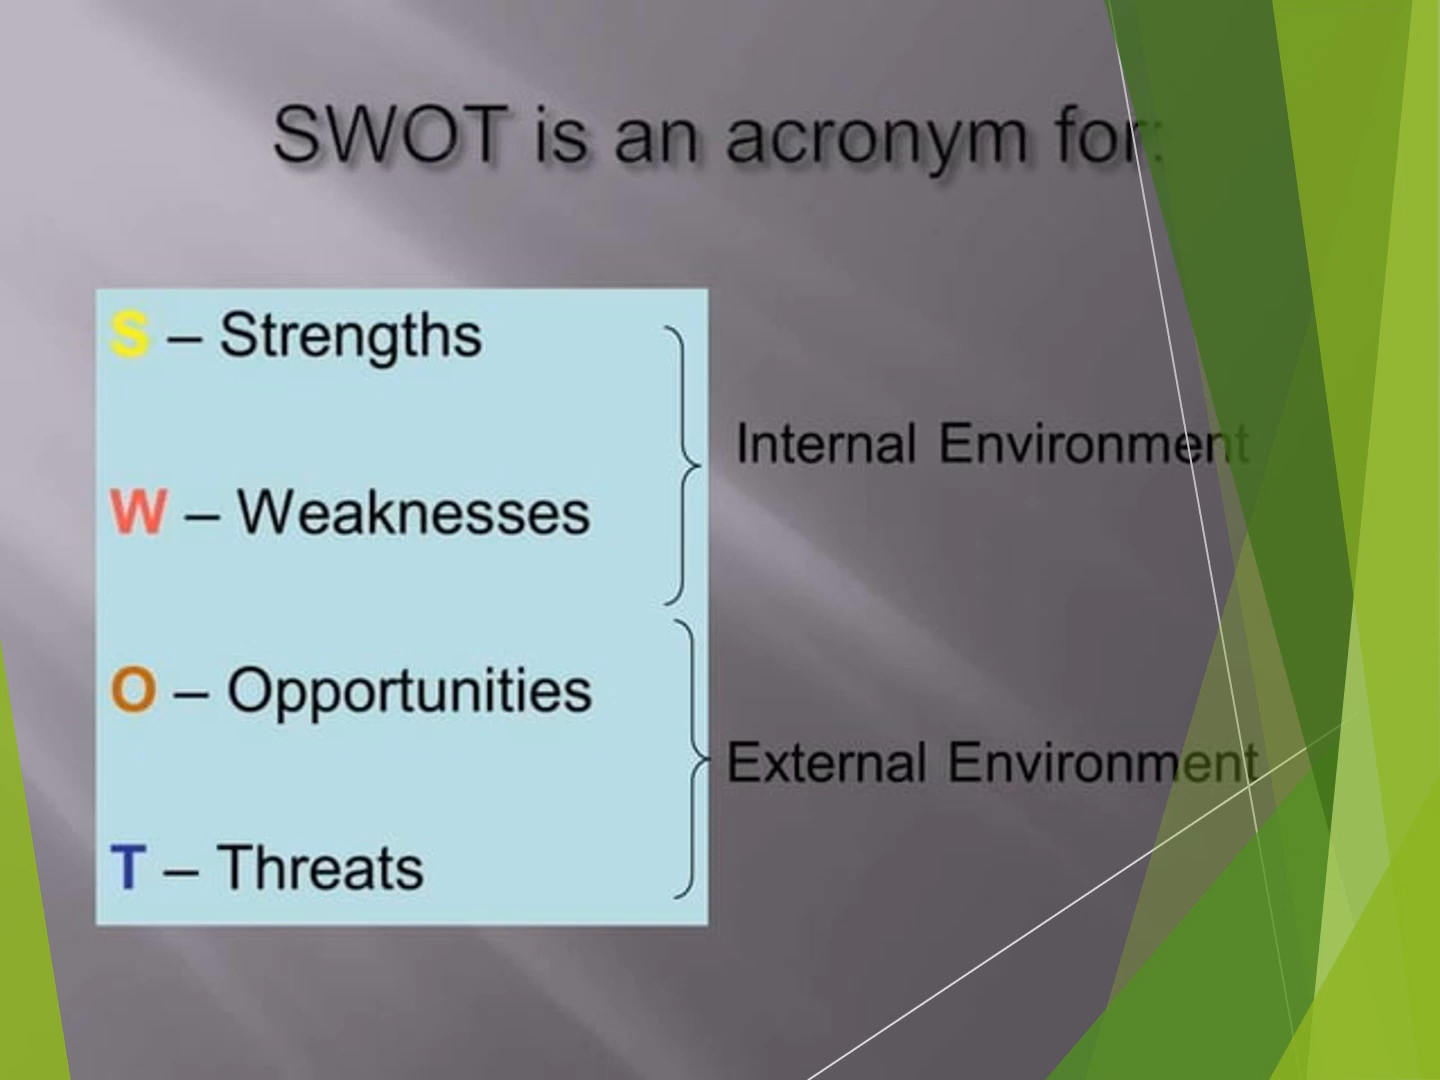 SWOT is an acronym for:
S – Strengths
W – Weaknesses
Internal Environment
O – Opportunities
T – Threats
External Environment